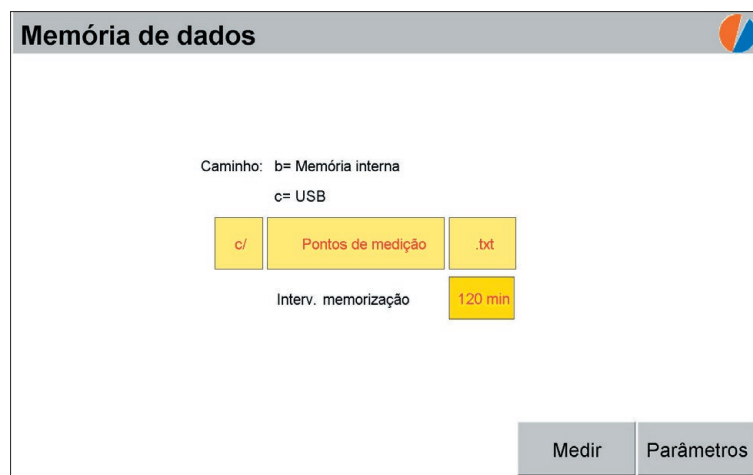 Memória de dados
Caminho: b= Memória interna
c= USB
c/ Pontos de medição .txt
Interv. memorização 120 min
Medir Parâmetros